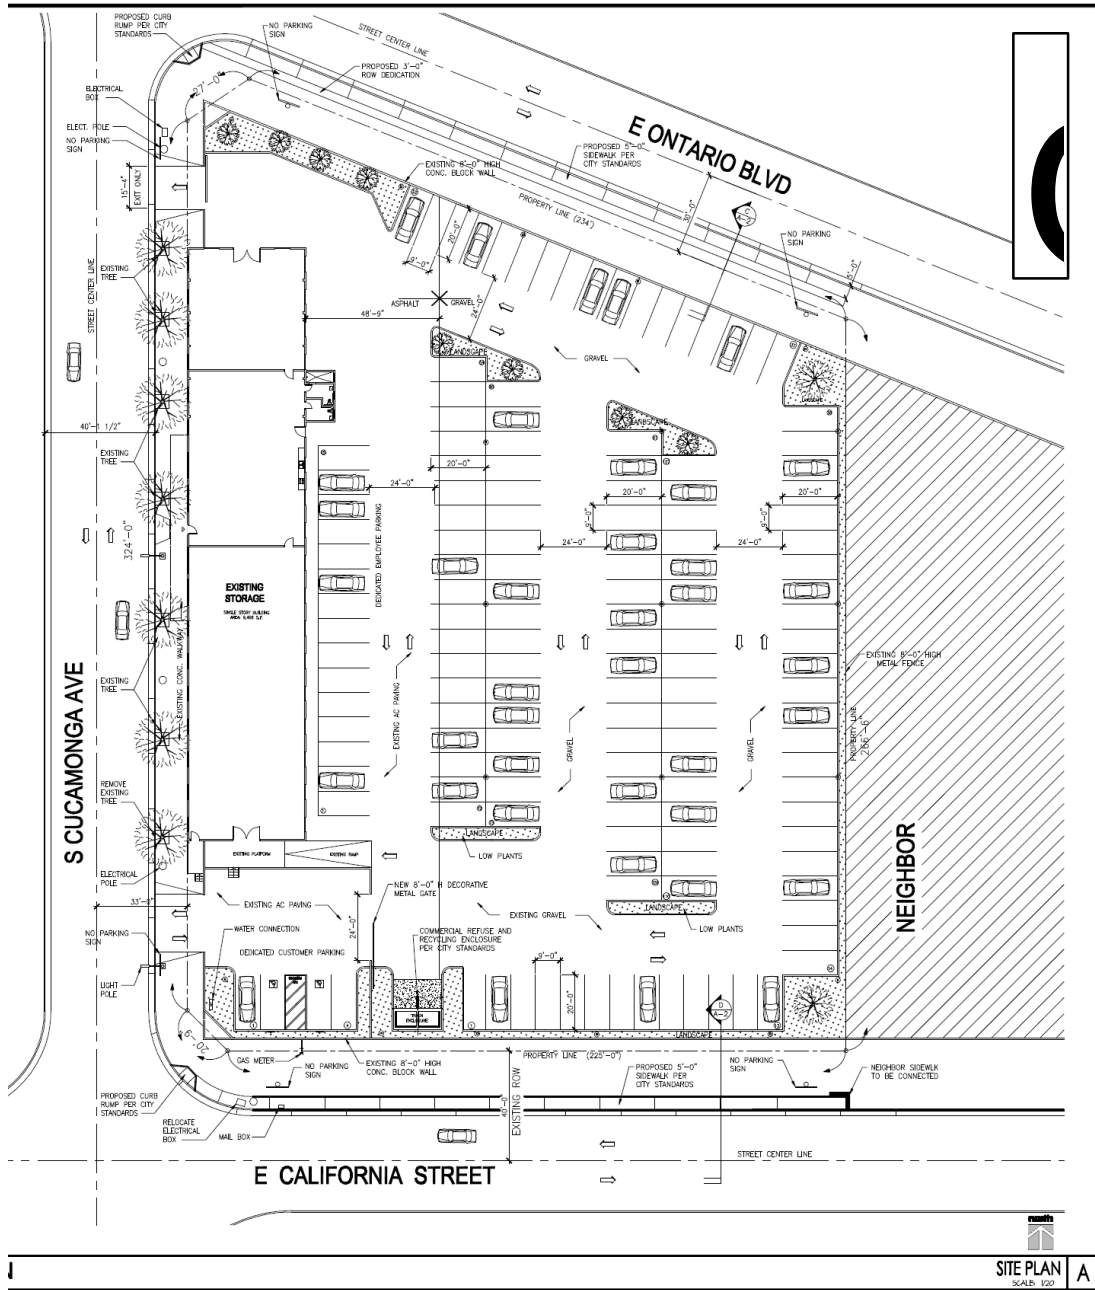 PROPOSED CURB
RUMP PER CITY
STANDARDS
NO PARKING
SIGN
STREET CENTER LINE
PROPOSED 3'-0"
ROW DEDICATION
27'-0"
ELECTRICAL
BOX
ELECT. POLE
NO PARKING
SIGN
E ONTARIO BLVD
PROPOSED 5'-0"
SIDEWALK PER
CITY STANDARDS
EXISTING 8'-0" HIGH
CONC. BLOCK WALL
15'-4"
EXIT ONLY
PROPERTY LINE (234')
30'-0"
C
A-2
NO PARKING
SIGN
20'-0"
9'-0"
EXISTING
TREE
STREET CENTER LINE
ASPHALT
GRAVEL
24'-0"
48'-9"
LANDSCAPE
GRAVEL
LANDSCAPE
40'-1 1/2"
EXISTING
TREE
20'-0"
24'-0"
20'-0"
20'-0"
9'-0"
9'-0"
24'-0"
24'-0"
324'-0"
DEDICATED EMPLOYEE PARKING
EXISTING
STORAGE
SINGLE STORY BUILDING
EXISTING CONC. WALKWAY
EXISTING 8'-0" HIGH
METAL FENCE
EXISTING
TREE
S CUCAMONGA AVE
EXISTING AC PAVING
GRAVEL
GRAVEL
PROPERTY LINE
266'-6"
REMOVE
EXISTING
TREE
LANDSCAPE
LOW PLANTS
EXISTING PLATFORM
EXISTING RAMP
ELECTRICAL
POLE
NEW 8'-0" H DECORATIVE
METAL GATE
NEIGHBOR
33'-0"
EXISTING AC PAVING
24'-0"
EXISTING GRAVEL
LANDSCAPE
LOW PLANTS
WATER CONNECTION
COMMERCIAL REFUSE AND
RECYCLING ENCLOSURE
PER CITY STANDARDS
NO PARKING
SIGN
DEDICATED CUSTOMER PARKING
9'-0"
20'-0"
LIGHT
POLE
TRASH
ENCLOSURE
D
A-2
LANDSCAPE
20'-9"
GAS METER
NO PARKING
SIGN
EXISTING 8'-0" HIGH
CONC. BLOCK WALL
PROPERTY LINE (225'-0")
PROPOSED 5'-0"
SIDEWALK PER
CITY STANDARDS
NO PARKING
SIGN
NEIGHBOR SIDEWLK
TO BE CONNECTED
PROPOSED CURB
RUMP PER CITY
STANDARDS
RELOCATE
ELECTRICAL
BOX
MAIL BOX
40'-0"
EXISTING ROW
E CALIFORNIA STREET
STREET CENTER LINE
north
SITE PLAN
SCALE: 1/20
A